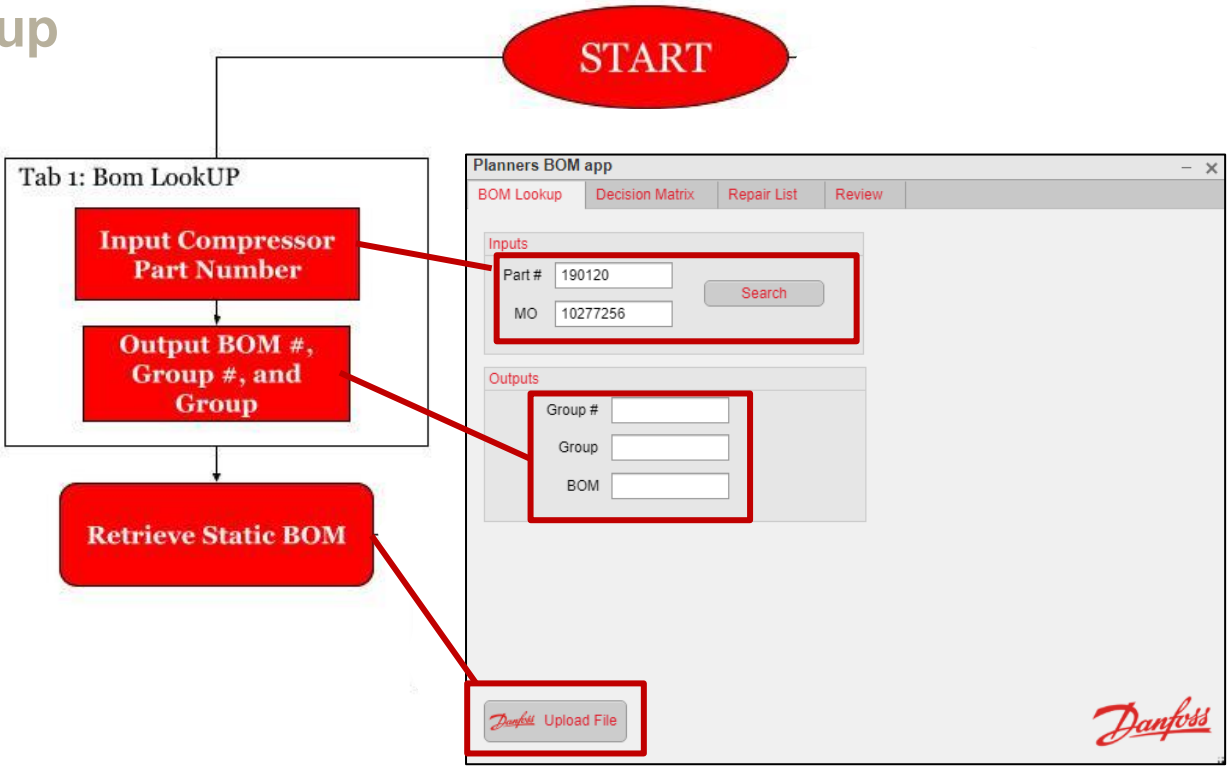 up
START
Tab 1: Bom LookUP
Input Compressor
Part Number
Output BOM #,
Group #, and
Group
Retrieve Static BOM
Planners BOM app
BOM Lookup Decision Matrix Repair List Review
Inputs
Part # 190120
Search
MO 10277256
Outputs
Group #
Group
BOM
Danfoss Upload File
Danfoss